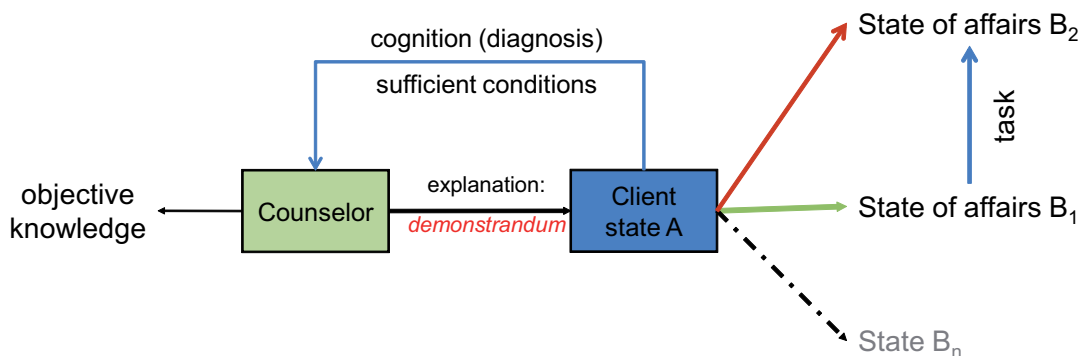 cognition (diagnosis)
sufficient conditions
State of affairs B₂
task
objective
knowledge
Counselor
explanation:
demonstrandum
Client
state A
State of affairs B₁
State Bₙ